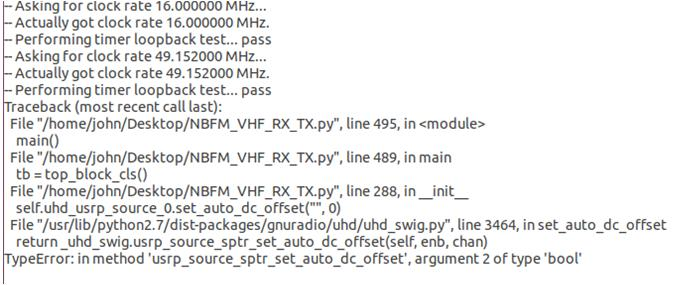 -- Asking for clock rate 16.000000 MHz...
-- Actually got clock rate 16.000000 MHz.
-- Performing timer loopback test... pass
-- Asking for clock rate 49.152000 MHz...
-- Actually got clock rate 49.152000 MHz.
-- Performing timer loopback test... pass
Traceback (most recent call last):
File "/home/john/Desktop/NBFM_VHF_RX_TX.py", line 495, in <module>
main()
File "/home/john/Desktop/NBFM_VHF_RX_TX.py", line 489, in main
tb = top_block_cls()
File "/home/john/Desktop/NBFM_VHF_RX_TX.py", line 288, in __init__
self.uhd_usrp_source_0.set_auto_dc_offset("", 0)
File "/usr/lib/python2.7/dist-packages/gnuradio/uhd/uhd_swig.py", line 3464, in set_auto_dc_offset
return _uhd_swig.usrp_source_sptr_set_auto_dc_offset(self, enb, chan)
TypeError: in method 'usrp_source_sptr_set_auto_dc_offset', argument 2 of type 'bool'